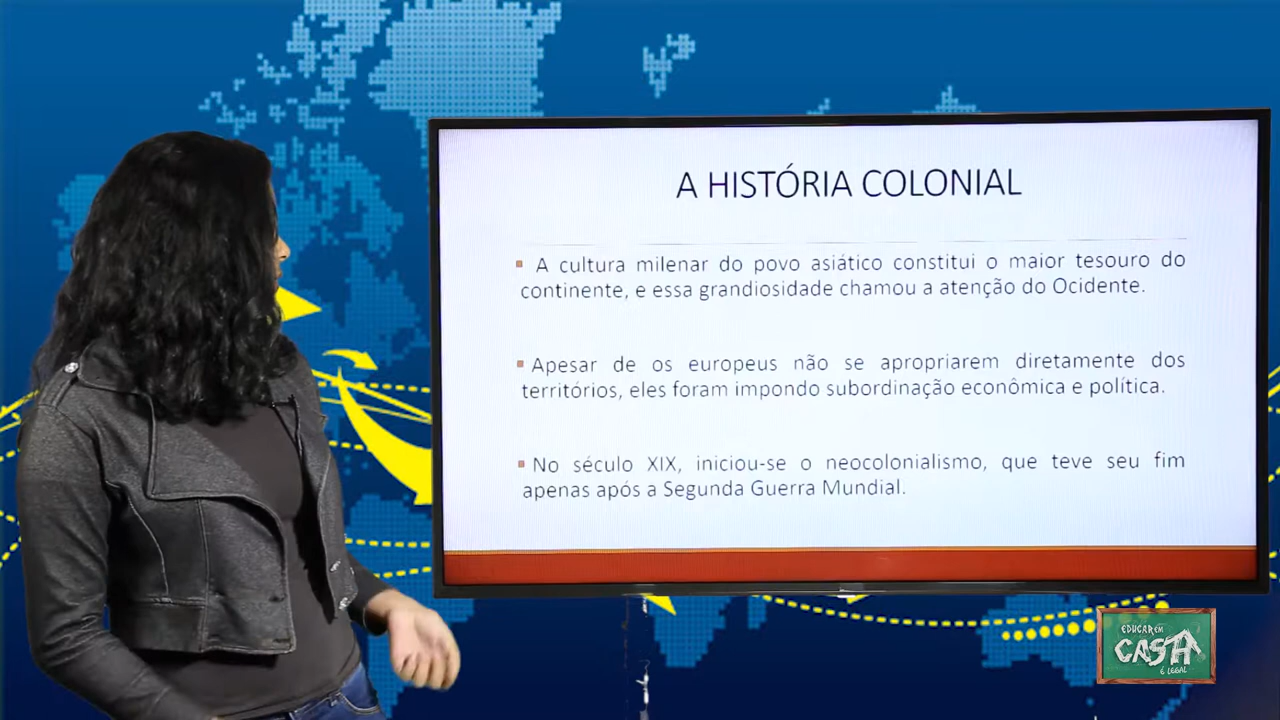 A HISTÓRIA COLONIAL
A cultura milenar do povo asiático constitui o maior tesouro do
continente, e essa grandiosidade chamou a atenção do Ocidente.
Apesar de os europeus não se apropriarem diretamente dos
territórios, eles foram impondo subordinação econômica e política.
No século XIX, iniciou-se o neocolonialismo, que teve seu fim
apenas após a Segunda Guerra Mundial.
EDUCAR EM
CASA
É LEGAL